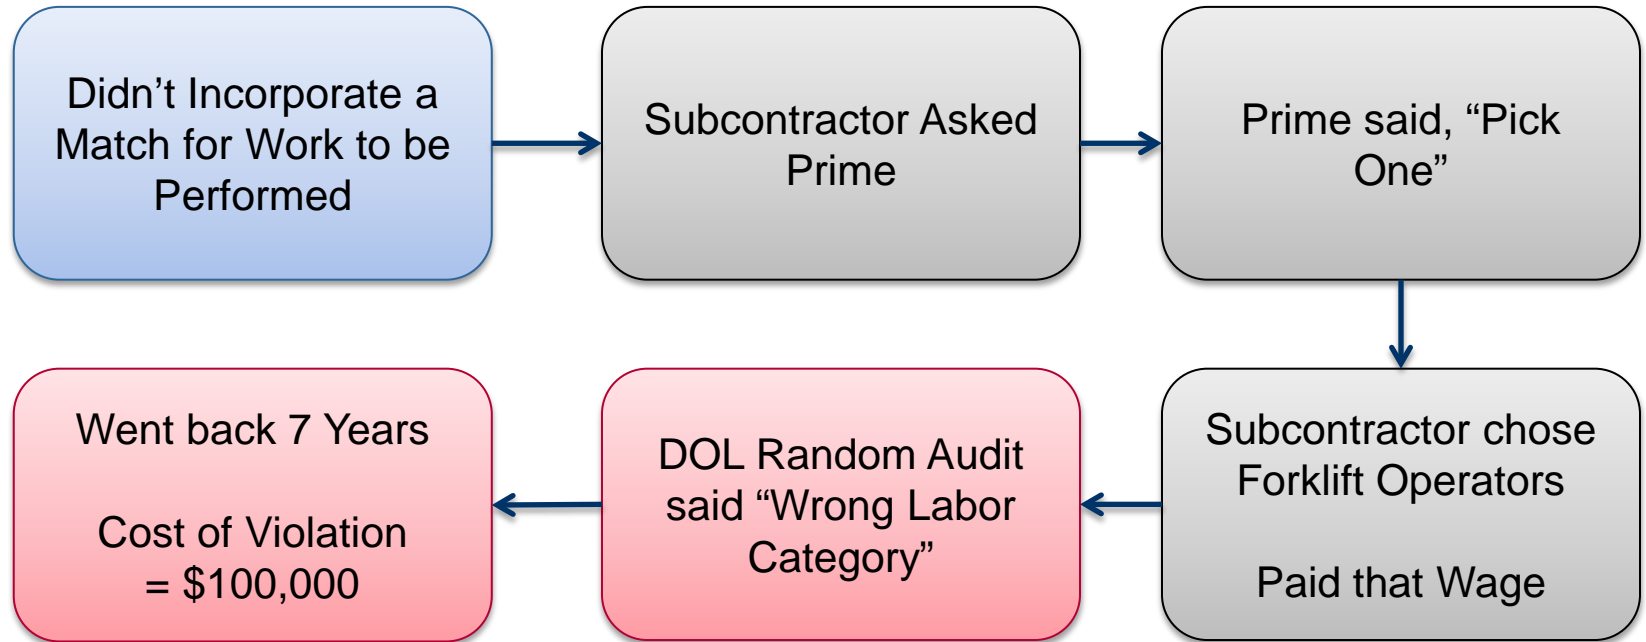 Didn’t Incorporate a
Match for Work to be
Performed
Subcontractor Asked
Prime
Prime said, “Pick
One”
Subcontractor chose
Forklift Operators
Paid that Wage
DOL Random Audit
said “Wrong Labor
Category”
Went back 7 Years
Cost of Violation
= $100,000